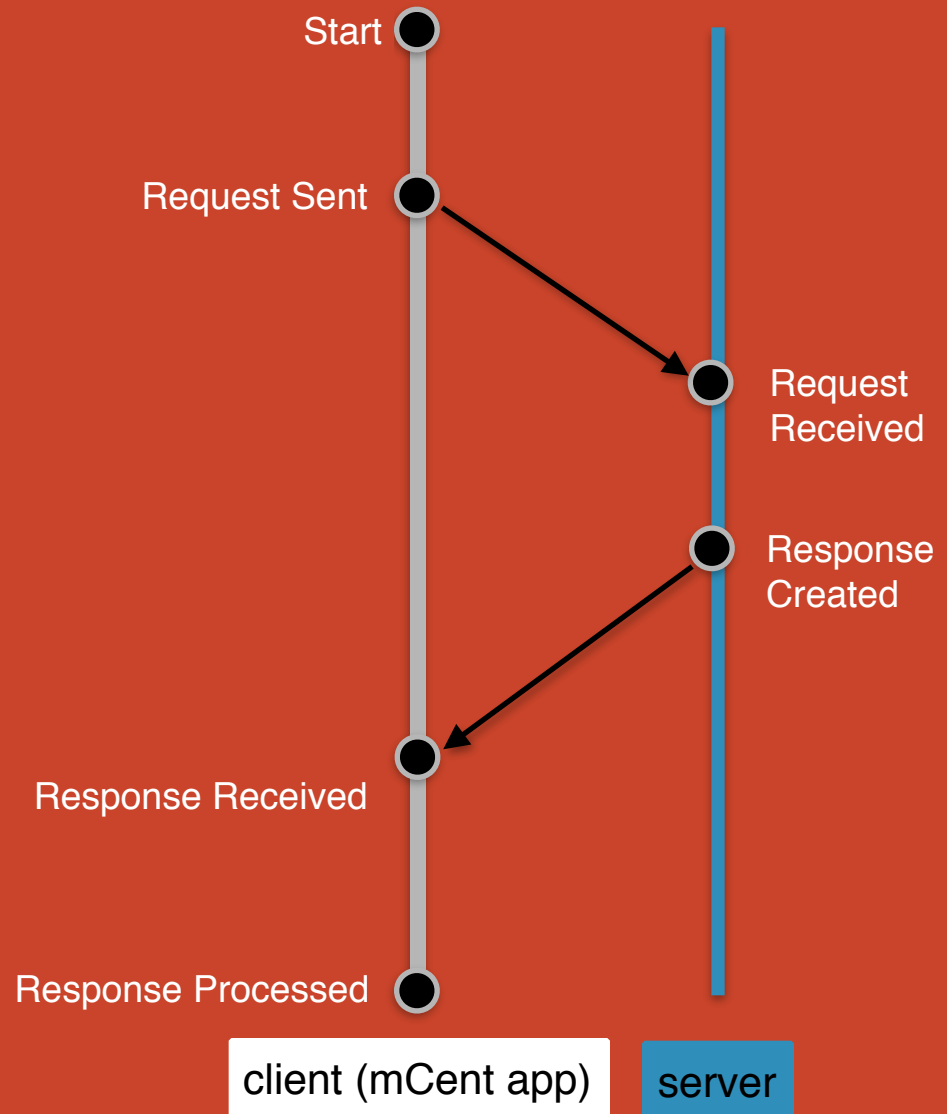 Start
Request Sent
Request
Received
Response
Created
Response Received
Response Processed
client (mCent app)
server